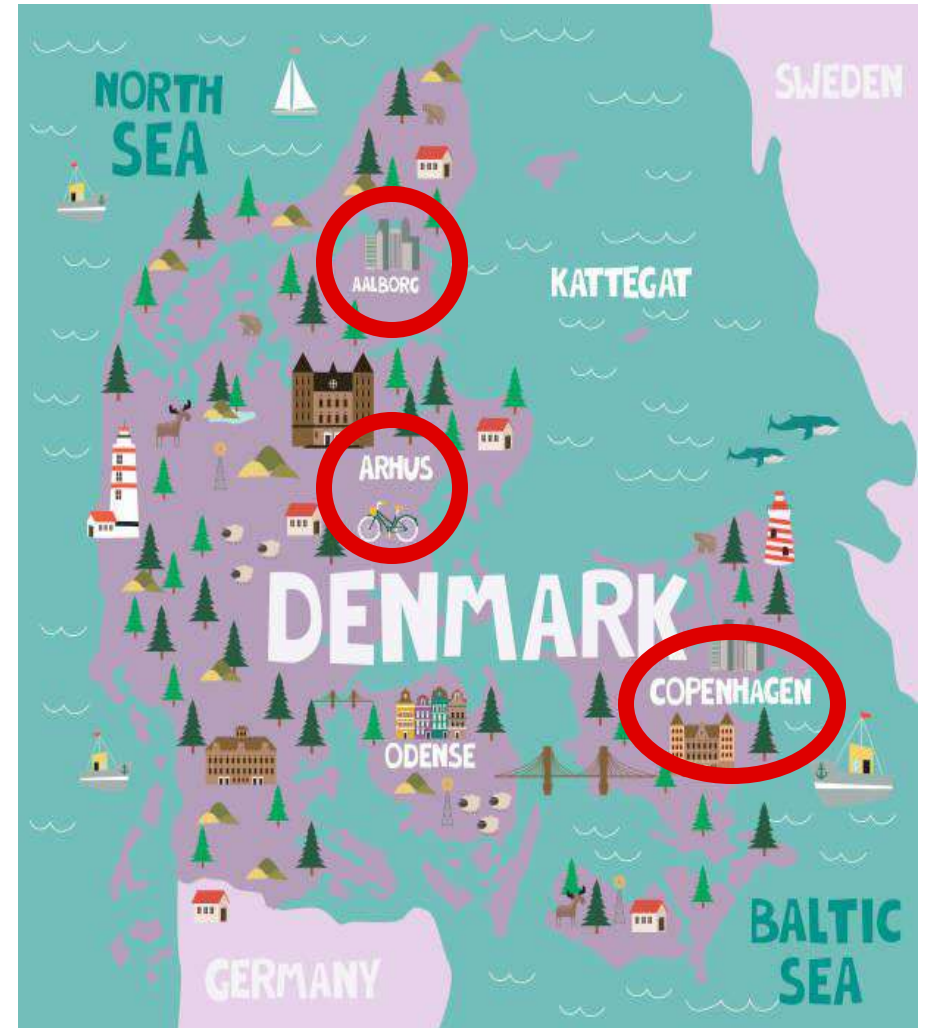 NORTH
SEA
SWEDEN
AALBORG
KATTEGAT
ARHUS
DENMARK
COPENHAGEN
ODENSE
BALTIC
SEA
GERMANY